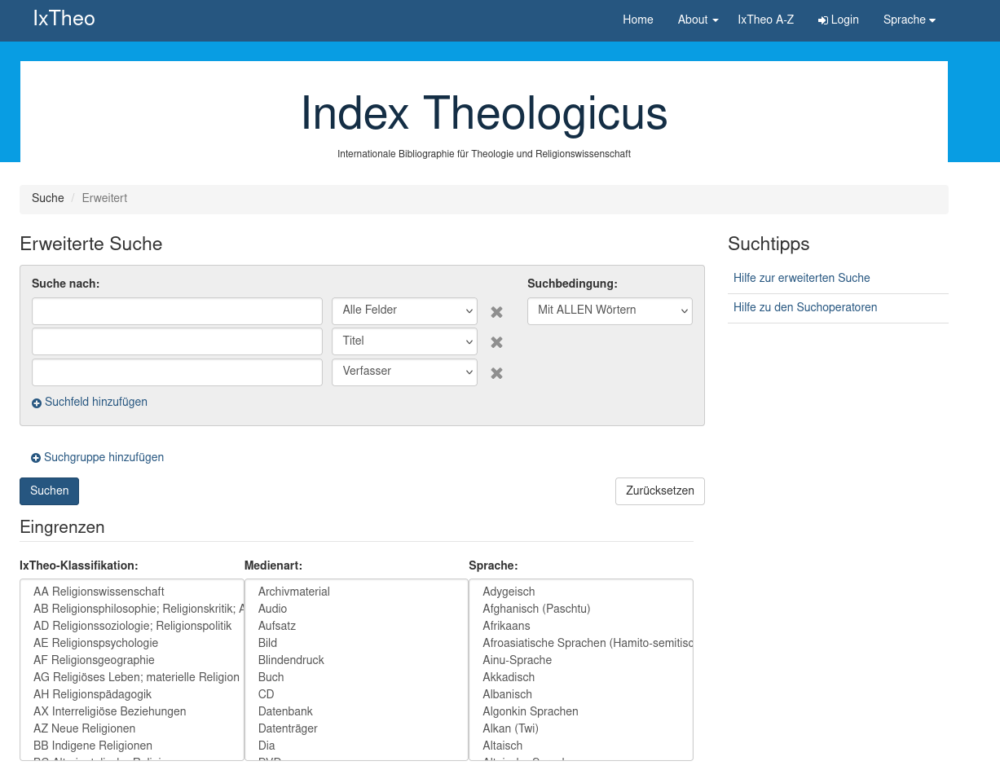 IxTheo
Home About IxTheo A-Z Login Sprache
Index Theologicus
Internationale Bibliographie für Theologie und Religionswissenschaft
Suche / Erweitert
Erweiterte Suche
Suche nach: Suchbedingung:
Alle Felder Mit ALLEN Wörtern
Titel
Verfasser
Suchfeld hinzufügen
Suchgruppe hinzufügen
Suchen Zurücksetzen
Suchtipps
Hilfe zur erweiterten Suche
Hilfe zu den Suchoperatoren
Eingrenzen
IxTheo-Klassifikation:
AA Religionswissenschaft
AB Religionsphilosophie; Religionskritik; A
AD Religionssoziologie; Religionspolitik
AE Religionspsychologie
AF Religionsgeographie
AG Religiöses Leben; materielle Religion
AH Religionspädagogik
AX Interreligiöse Beziehungen
AZ Neue Religionen
BB Indigene Religionen
Medienart:
Archivmaterial
Audio
Aufsatz
Bild
Blindendruck
Buch
CD
Datenbank
Datenträger
Dia
Sprache:
Adygeisch
Afghanisch (Paschtu)
Afrikaans
Afroasiatische Sprachen (Hamito-semitisc
Ainu-Sprache
Akkadisch
Albanisch
Algonkin Sprachen
Alkan (Twi)
Altaisch